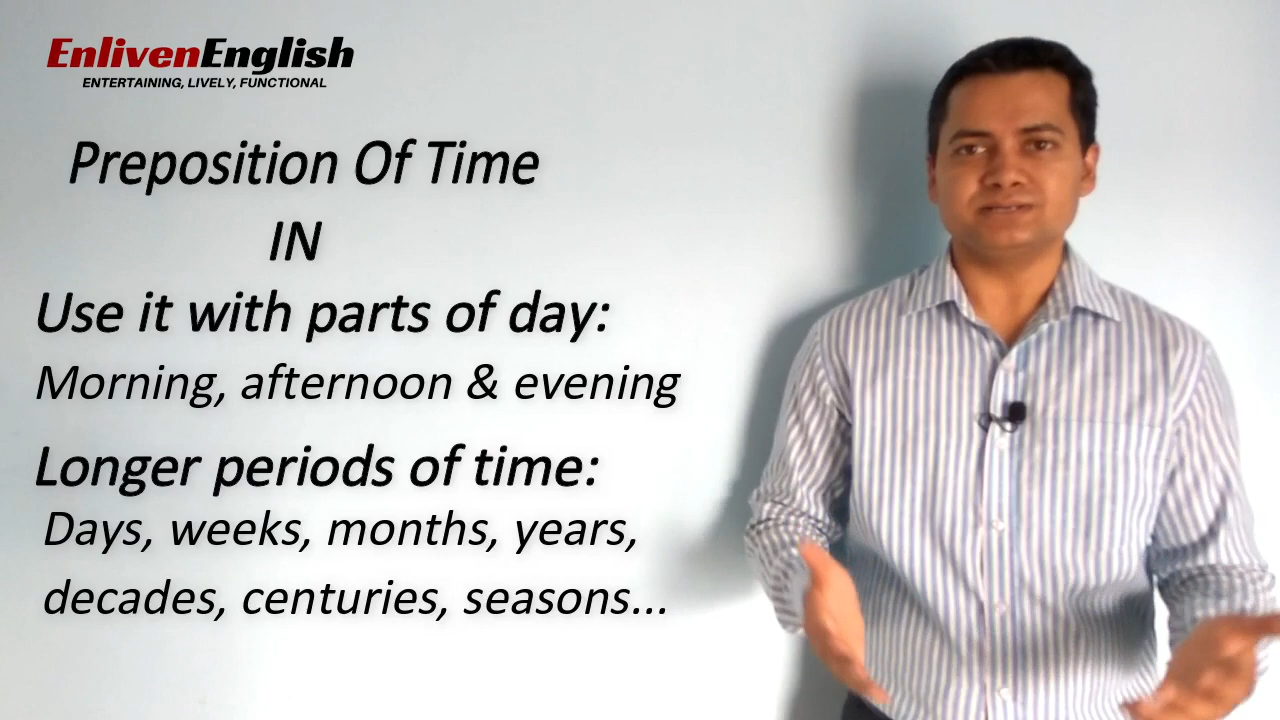 EnlivenEnglish
ENTERTAINING, LIVELY, FUNCTIONAL
Preposition Of Time
IN
Use it with parts of day:
Morning, afternoon & evening
Longer periods of time:
Days, weeks, months, years,
decades, centuries, seasons...